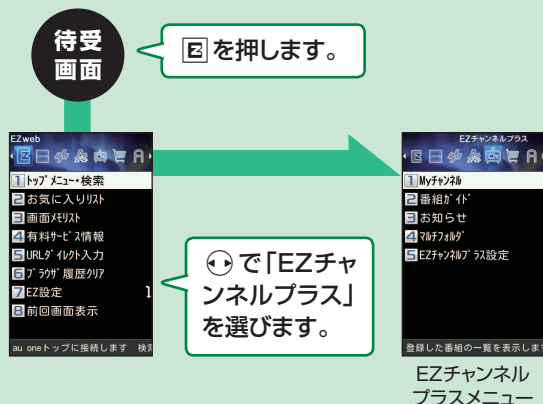 待受
画面
EZを押します。
EZweb
1トップメニュー・検索
2お気に入りリスト
3画面メモリスト
4有料サービス情報
5URLダイレクト入力
6ブラウザ履歴クリア
7EZ設定
8前回画面表示
au oneトップに接続します 検索
で「EZチャ
ンネルプラス」
を選びます。
EZチャンネルプラス
1Myチャンネル
2番組ガイド
3お知らせ
4マルチフォルダ
5EZチャンネルプラス設定
登録した番組の一覧を表示します
EZチャンネル
プラスメニュー